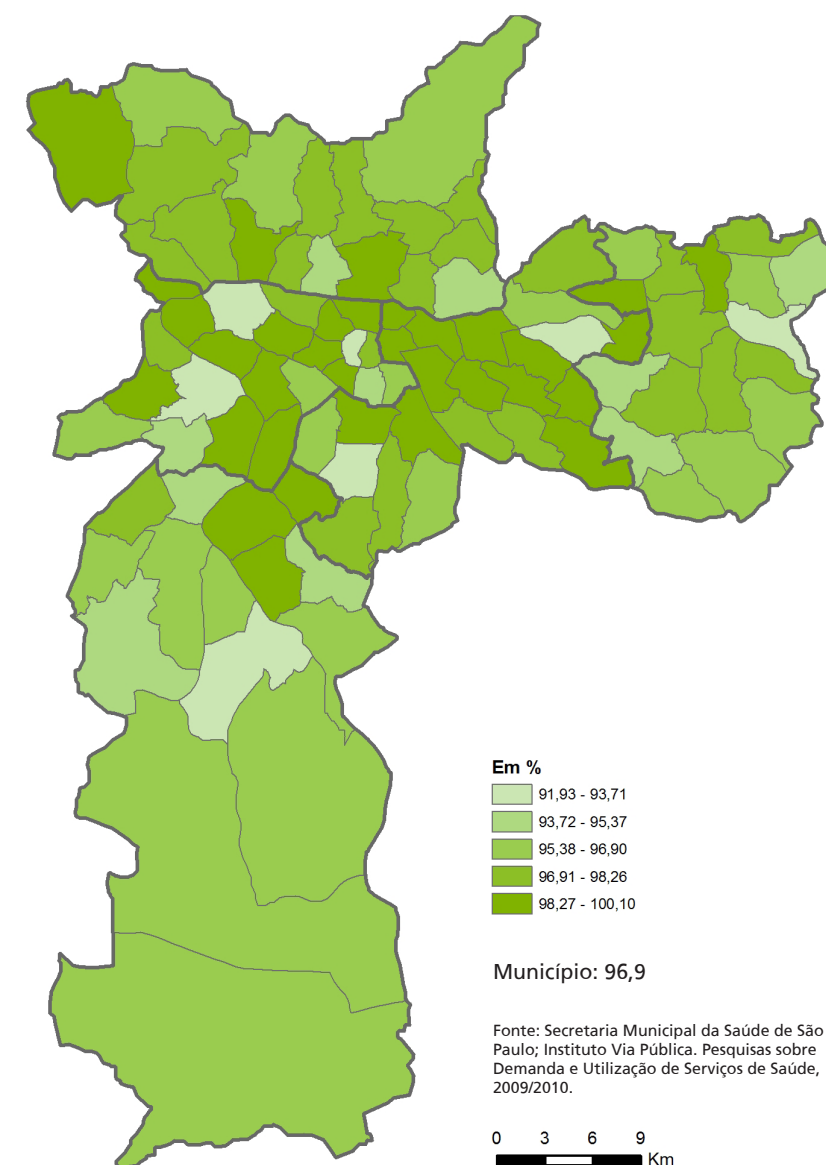 Em %
91,93 - 93,71
93,72 - 95,37
95,38 - 96,90
96,91 - 98,26
98,27 - 100,10
Município: 96,9
Fonte: Secretaria Municipal da Saúde de São
Paulo; Instituto Via Pública. Pesquisas sobre
Demanda e Utilização de Serviços de Saúde,
2009/2010.
0 3 6 9
Km